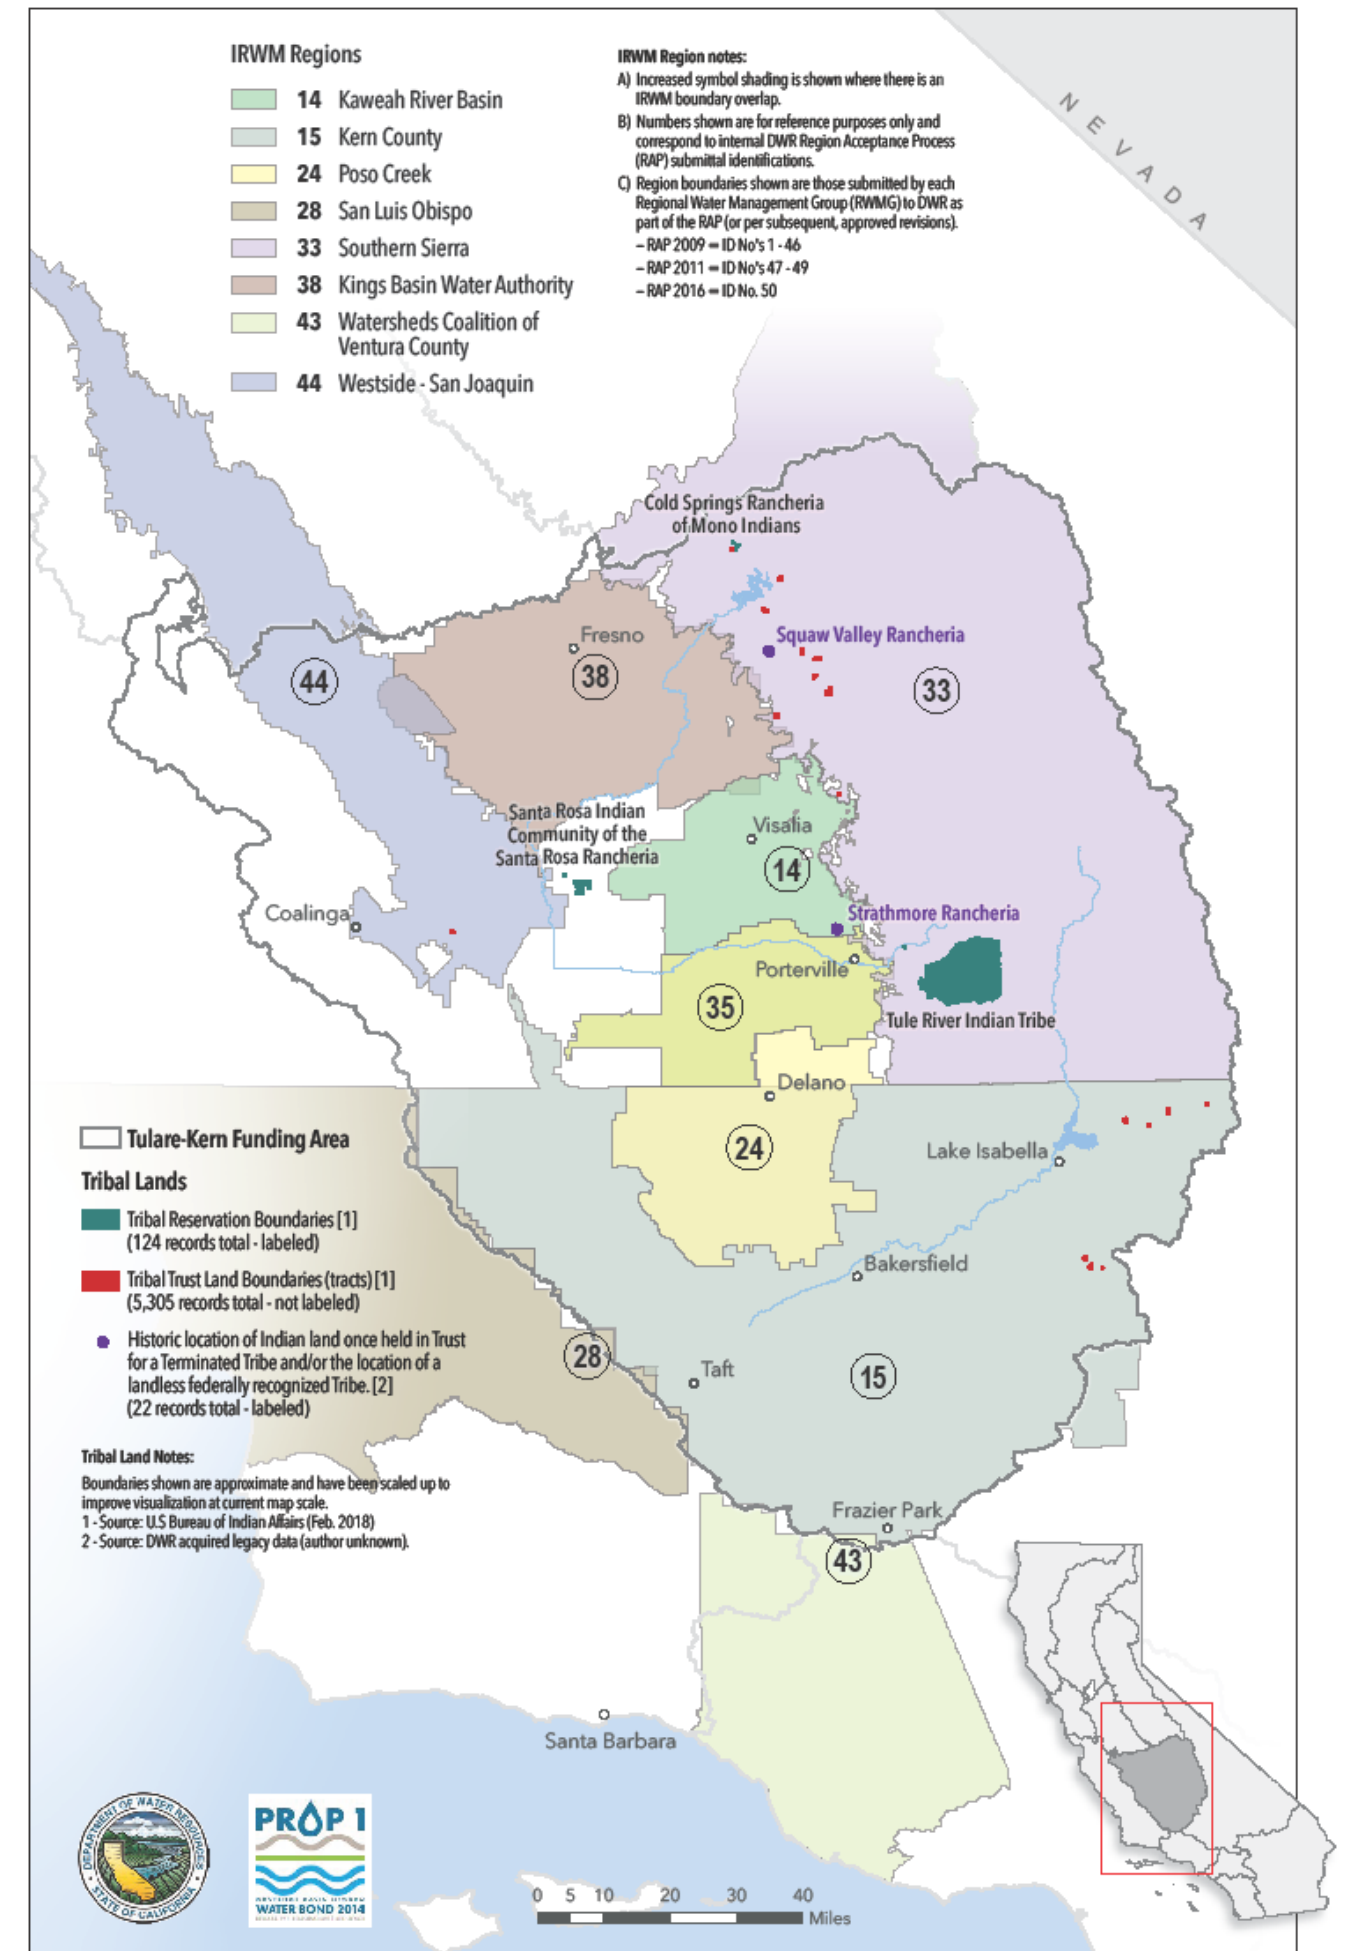 IRWM Regions
14 Kaweah River Basin
15 Kern County
24 Poso Creek
28 San Luis Obispo
33 Southern Sierra
38 Kings Basin Water Authority
43 Watersheds Coalition of
Ventura County
44 Westside - San Joaquin
IRWM Region notes:
A) Increased symbol shading is shown where there is an
IRWM boundary overlap.
B) Numbers shown are for reference purposes only and
correspond to internal DWR Region Acceptance Process
(RAP) submittal identifications.
C) Region boundaries shown are those submitted by each
Regional Water Management Group (RWMG) to DWR as
part of the RAP (or per subsequent, approved revisions).
– RAP 2009 = ID No's 1 - 46
– RAP 2011 = ID No's 47 - 49
– RAP 2016 = ID No. 50
NEVADA
Cold Springs Rancheria
of Mono Indians
Fresno
Squaw Valley Rancheria
44
38
33
Santa Rosa Indian
Community of the
Santa Rosa Rancheria
Visalia
14
Coalinga
Strathmore Rancheria
Porterville
35
Tule River Indian Tribe
Delano
24
Lake Isabella
Bakersfield
28
Taft
15
Frazier Park
43
Santa Barbara
Tulare-Kern Funding Area
Tribal Lands
Tribal Reservation Boundaries [1]
(124 records total - labeled)
Tribal Trust Land Boundaries (tracts) [1]
(5,305 records total - not labeled)
Historic location of Indian land once held in Trust
for a Terminated Tribe and/or the location of a
landless federally recognized Tribe. [2]
(22 records total - labeled)
Tribal Land Notes:
Boundaries shown are approximate and have been scaled up to
improve visualization at current map scale.
1 - Source: U.S Bureau of Indian Affairs (Feb. 2018)
2 - Source: DWR acquired legacy data (author unknown).
DEPARTMENT OF WATER RESOURCES
STATE OF CALIFORNIA
PROP 1
WATER BOND 2014
0 5 10 20 30 40
Miles